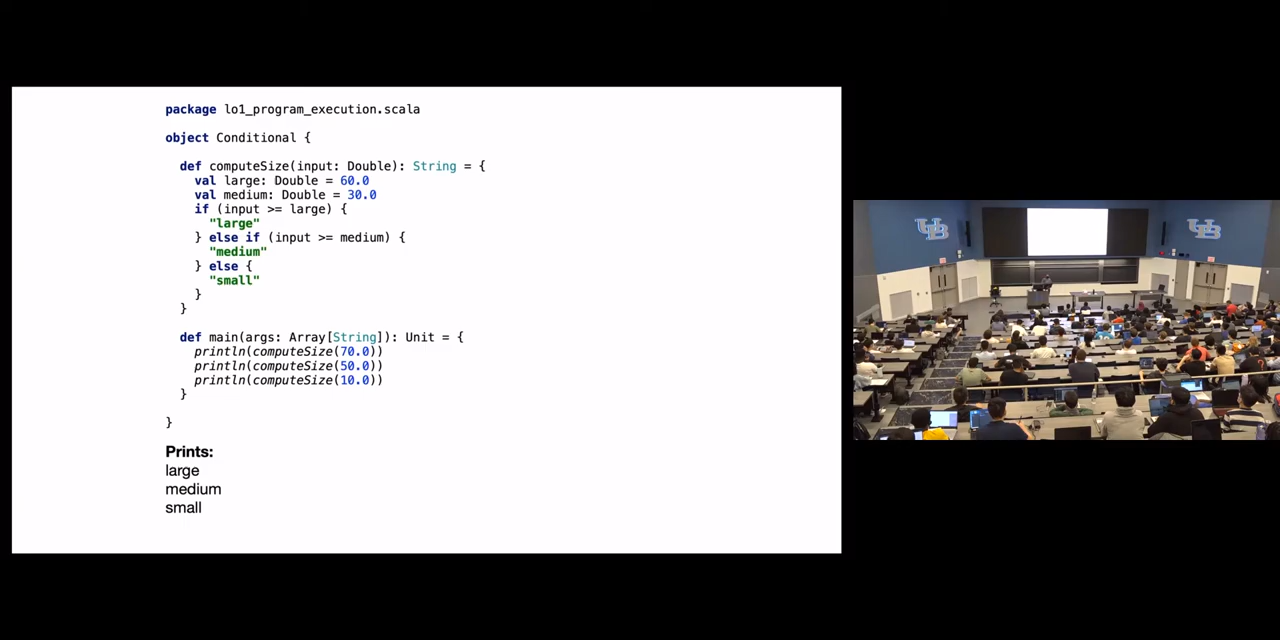 package lo1_program_execution.scala
object Conditional {
def computeSize(input: Double): String = {
val large: Double = 60.0
val medium: Double = 30.0
if (input >= large) {
"large"
} else if (input >= medium) {
"medium"
} else {
"small"
}
}
def main(args: Array[String]): Unit = {
println(computeSize(70.0))
println(computeSize(50.0))
println(computeSize(10.0))
}
}
Prints:
large
medium
small
UB
UB